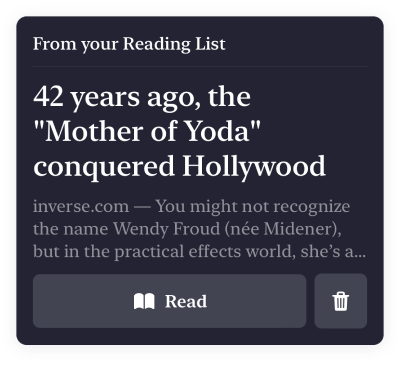 From your Reading List
42 years ago, the
"Mother of Yoda"
conquered Hollywood
inverse.com — You might not recognize
the name Wendy Froud (née Midener),
but in the practical effects world, she’s a...
Read